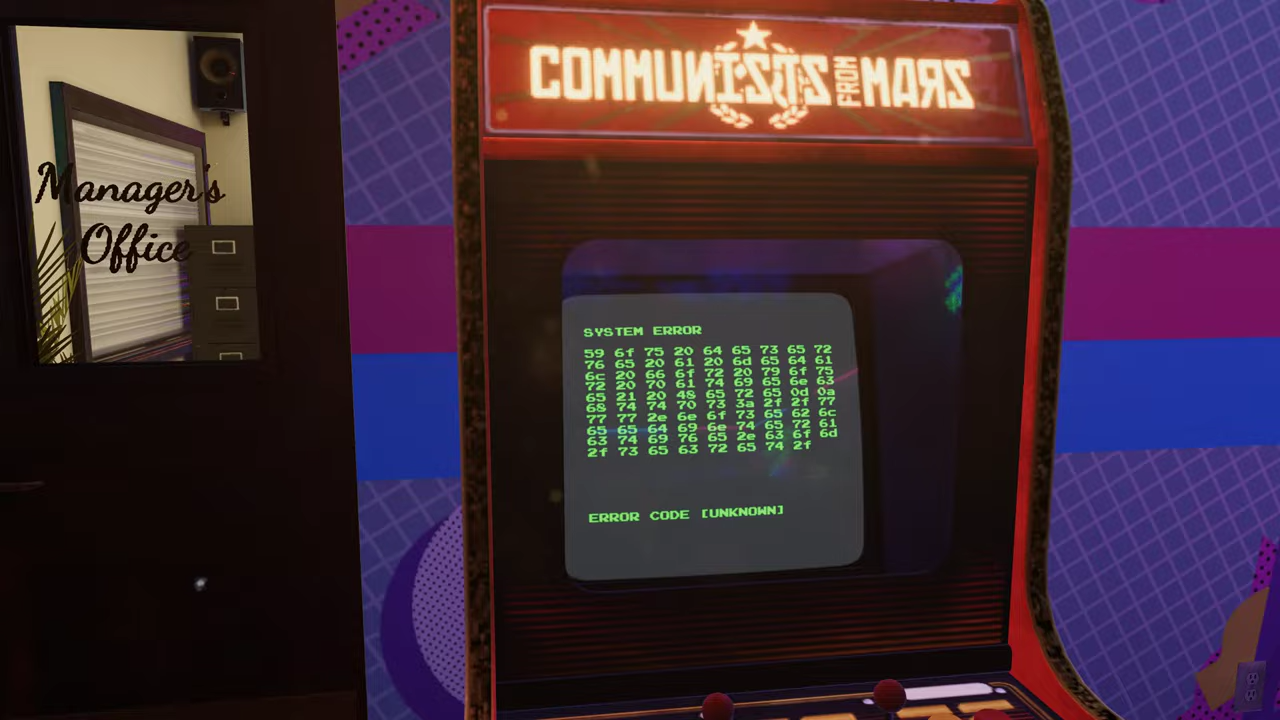 Manager's
Office
COMMUNISTS FROM MARS
SYSTEM ERROR
59 6f 75 20 64 65 73 65 72
76 65 20 61 20 6d 65 64 61
6c 20 66 6f 72 20 79 6f 75
72 20 70 61 74 69 65 6e 63
65 21 20 48 65 72 65 0d 0a
68 74 74 70 73 3a 2f 2f 77
77 77 2e 6e 6f 73 65 62 6c
65 65 64 69 6e 74 65 72 61
63 74 69 76 65 2e 63 6f 6d
2f 73 65 63 72 65 74 2f
ERROR CODE [UNKNOWN]